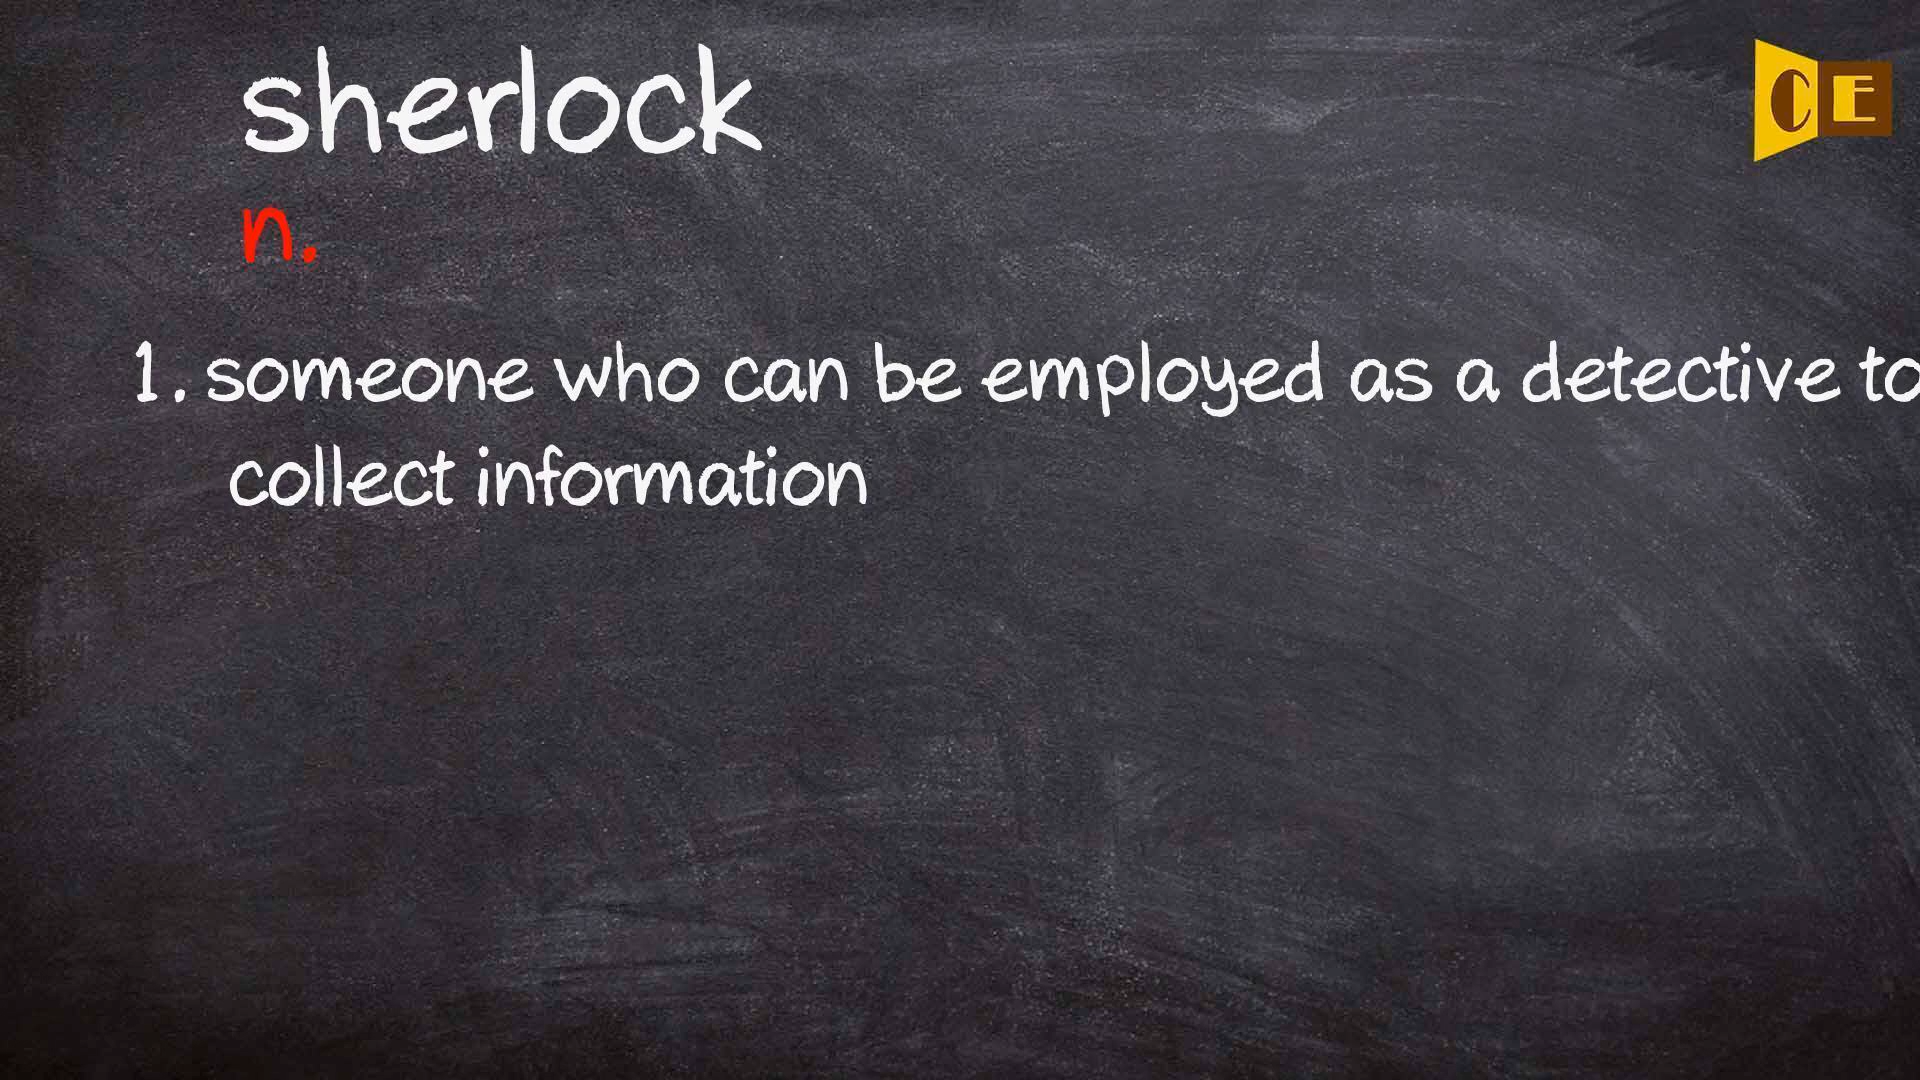 sherlock
CE
n.
1. someone who can be employed as a detective to
collect information